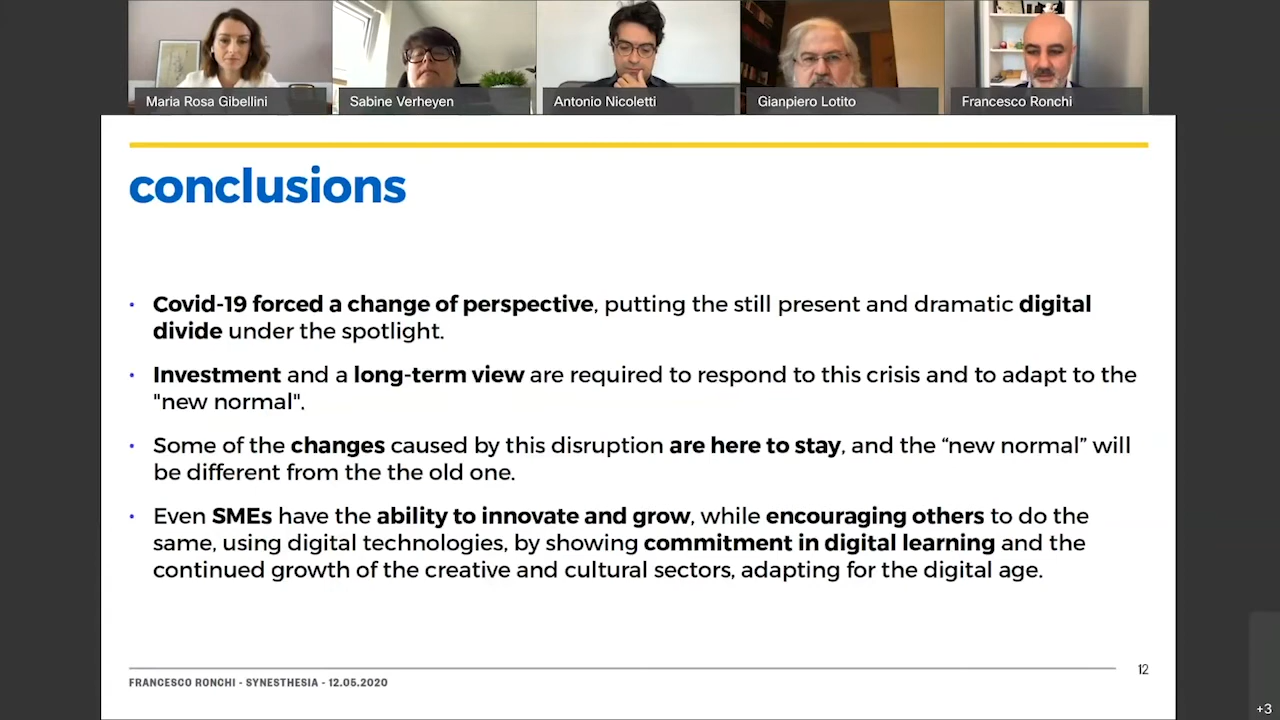 Maria Rosa Gibellini
Sabine Verheyen
Antonio Nicoletti
Gianpiero Lotito
Francesco Ronchi
conclusions
• Covid-19 forced a change of perspective, putting the still present and dramatic digital
divide under the spotlight.
• Investment and a long-term view are required to respond to this crisis and to adapt to the
"new normal".
• Some of the changes caused by this disruption are here to stay, and the “new normal” will
be different from the the old one.
• Even SMEs have the ability to innovate and grow, while encouraging others to do the
same, using digital technologies, by showing commitment in digital learning and the
continued growth of the creative and cultural sectors, adapting for the digital age.
12
FRANCESCO RONCHI - SYNESTHESIA - 12.05.2020
+3